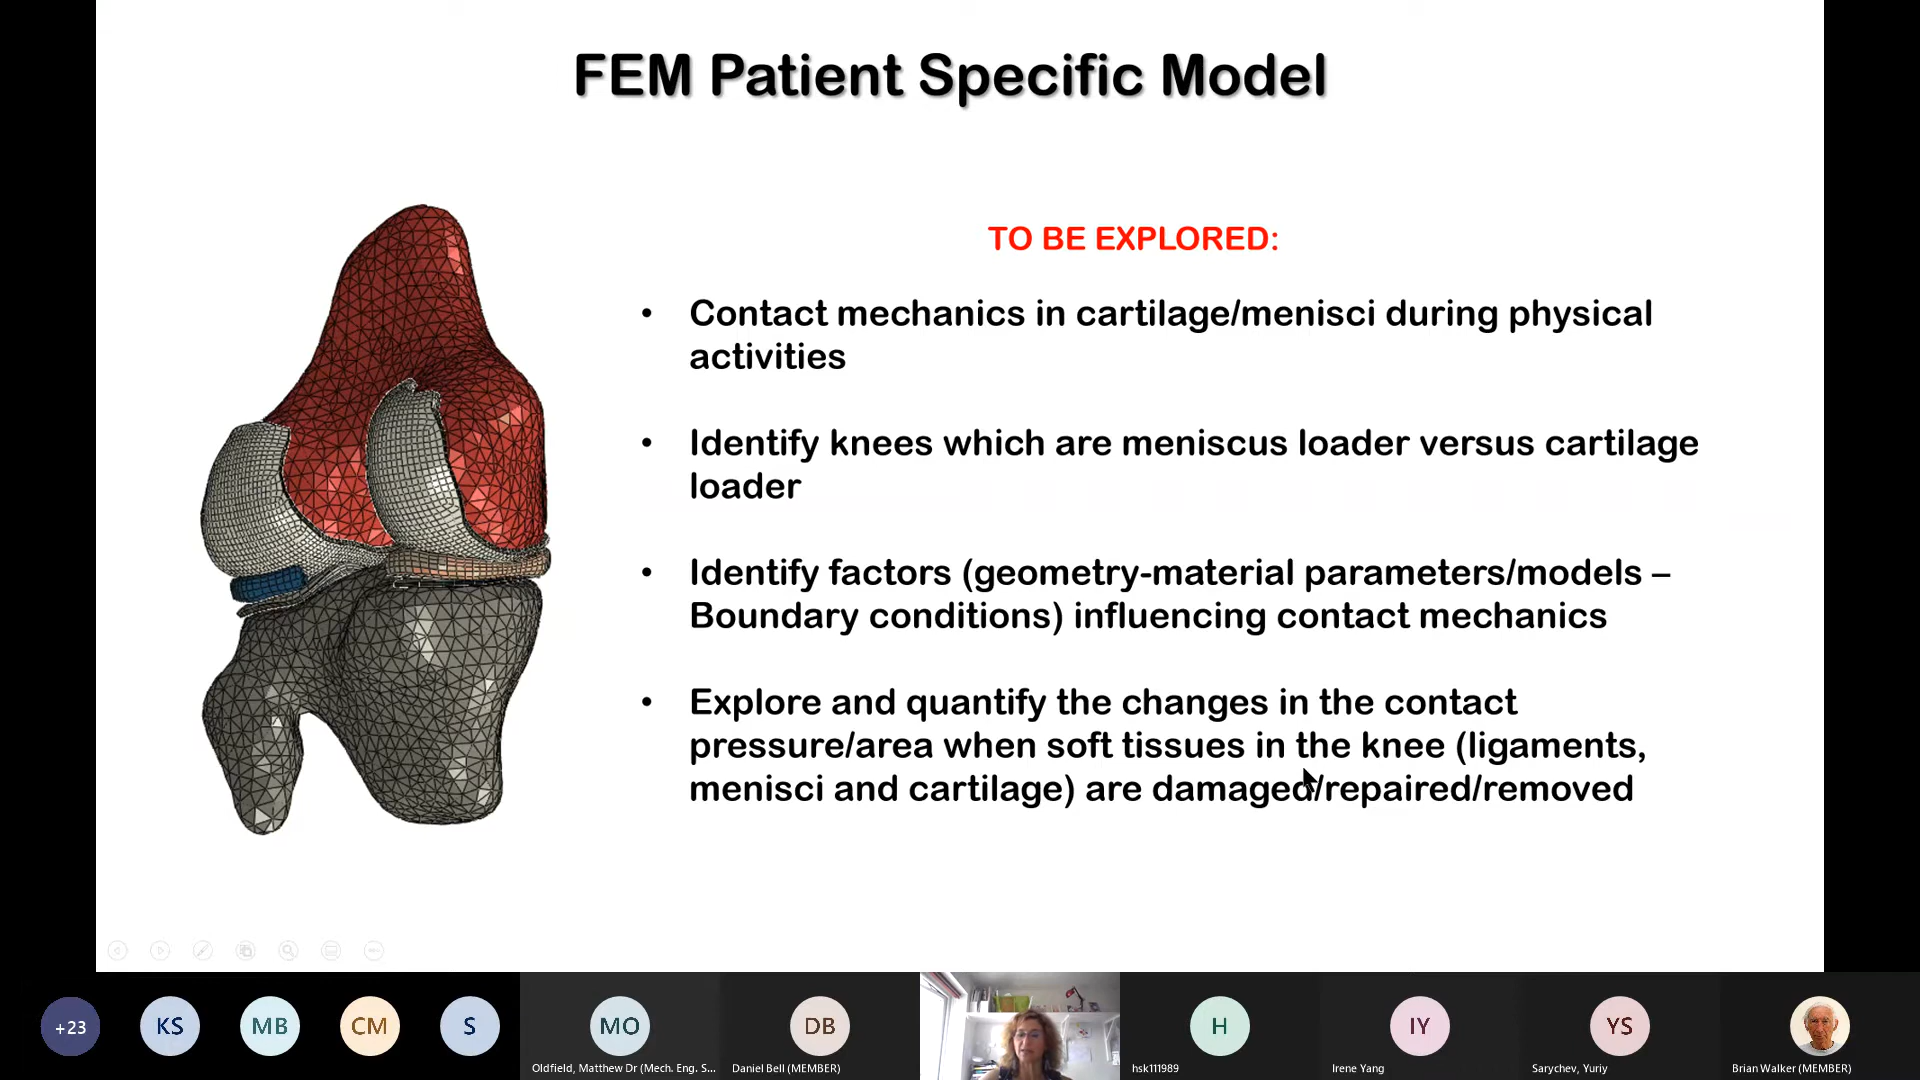 FEM Patient Specific Model
TO BE EXPLORED:
• Contact mechanics in cartilage/menisci during physical
activities
• Identify knees which are meniscus loader versus cartilage
loader
• Identify factors (geometry-material parameters/models –
Boundary conditions) influencing contact mechanics
• Explore and quantify the changes in the contact
pressure/area when soft tissues in the knee (ligaments,
menisci and cartilage) are damaged/repaired/removed
+23
KS
MB
CM
S
MO
DB
H
IY
YS
Oldfield, Matthew Dr (Mech. Eng. S...
Daniel Bell (MEMBER)
hsk111989
Irene Yang
Sarychev, Yuriy
Brian Walker (MEMBER)